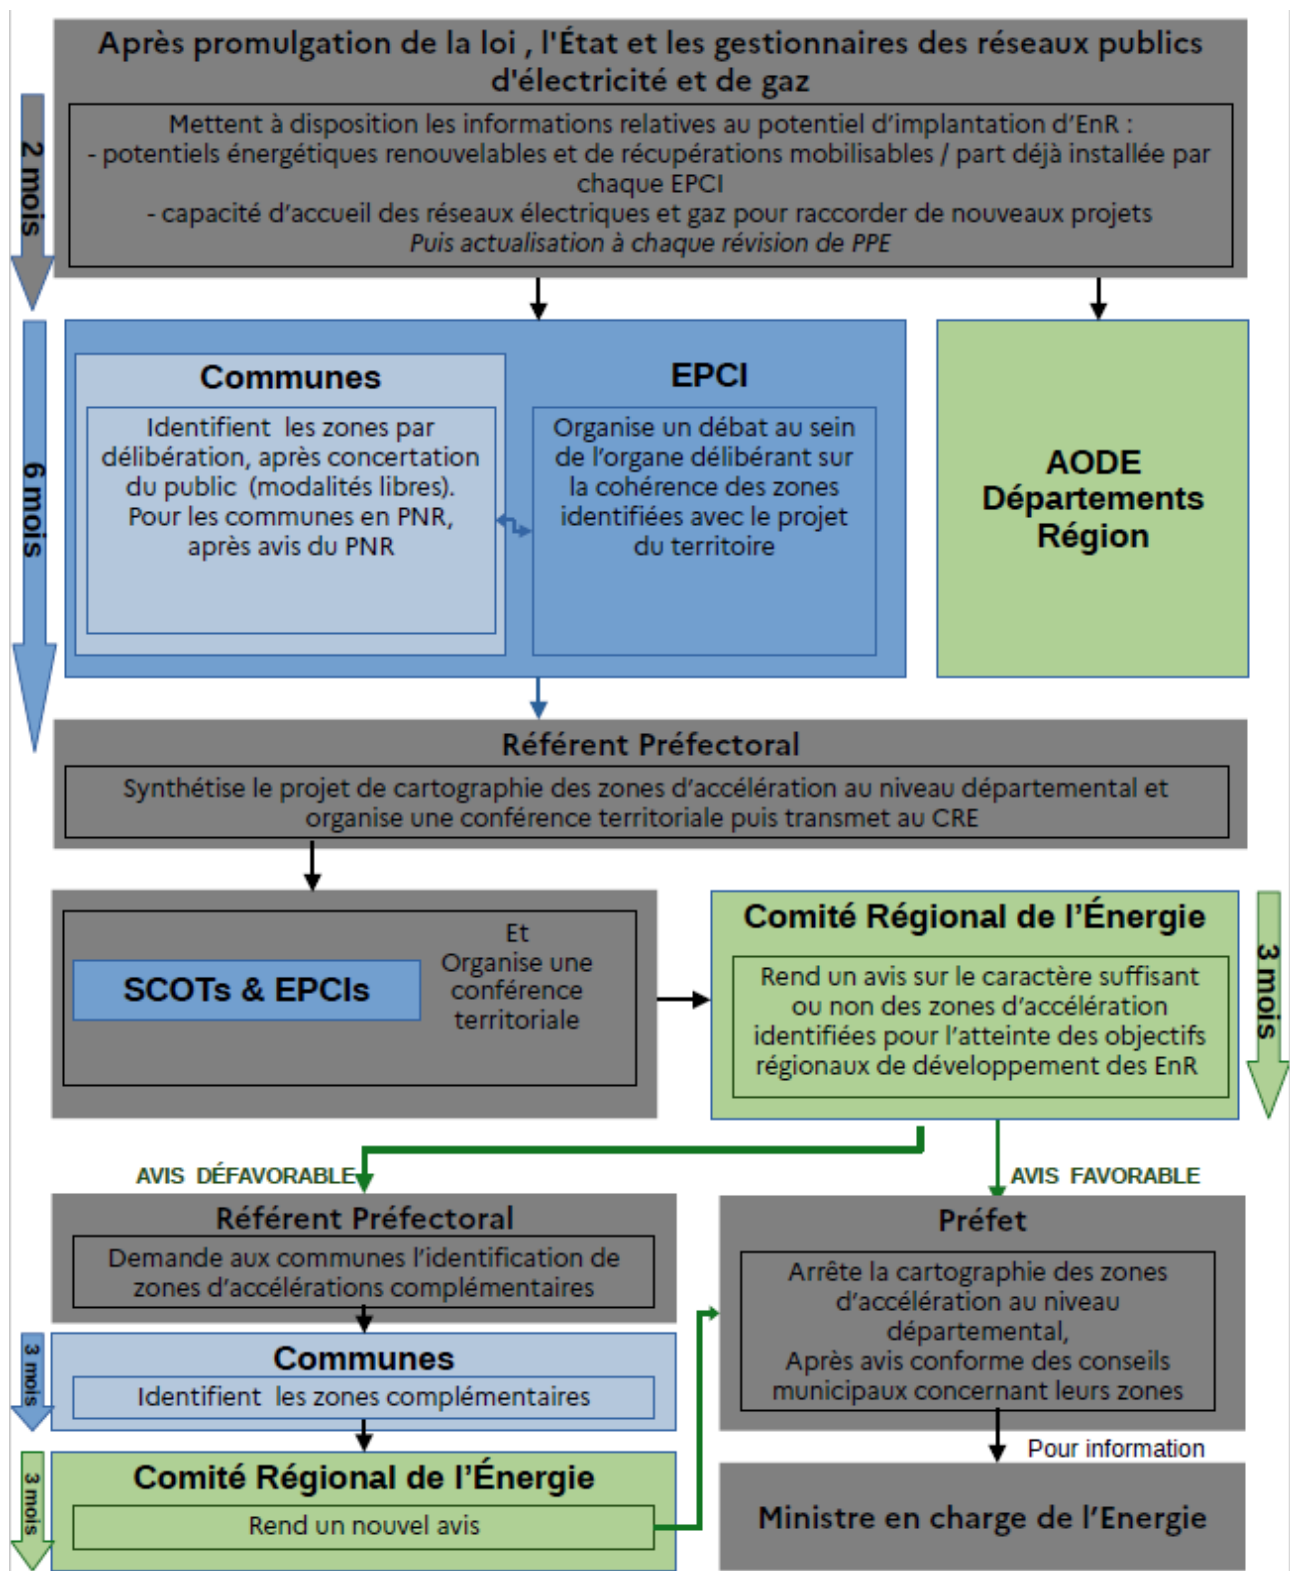 Après promulgation de la loi , l'État et les gestionnaires des réseaux publics
d'électricité et de gaz
2 mois
Mettent à disposition les informations relatives au potentiel d'implantation d'EnR :
- potentiels énergétiques renouvelables et de récupérations mobilisables / part déjà installée par
chaque EPCI
- capacité d'accueil des réseaux électriques et gaz pour raccorder de nouveaux projets
Puis actualisation à chaque révision de PPE
6 mois
Communes
Identifient les zones par
délibération, après concertation
du public (modalités libres).
Pour les communes en PNR,
après avis du PNR
EPCI
Organise un débat au sein
de l'organe délibérant sur
la cohérence des zones
identifiées avec le projet
du territoire
AODE
Départements
Région
Référent Préfectoral
Synthétise le projet de cartographie des zones d'accélération au niveau départemental et
organise une conférence territoriale puis transmet au CRE
SCOTs & EPCIs
Et
Organise une
conférence
territoriale
Comité Régional de l'Énergie
Rend un avis sur le caractère suffisant
ou non des zones d'accélération
identifiées pour l'atteinte des objectifs
régionaux de développement des EnR
3 mois
AVIS DÉFAVORABLE
AVIS FAVORABLE
Référent Préfectoral
Demande aux communes l'identification de
zones d'accélérations complémentaires
Préfet
Arrête la cartographie des zones
d'accélération au niveau
départemental,
Après avis conforme des conseils
municipaux concernant leurs zones
3 mois
Communes
Identifient les zones complémentaires
Pour information
3 mois
Comité Régional de l'Énergie
Rend un nouvel avis
Ministre en charge de l'Energie